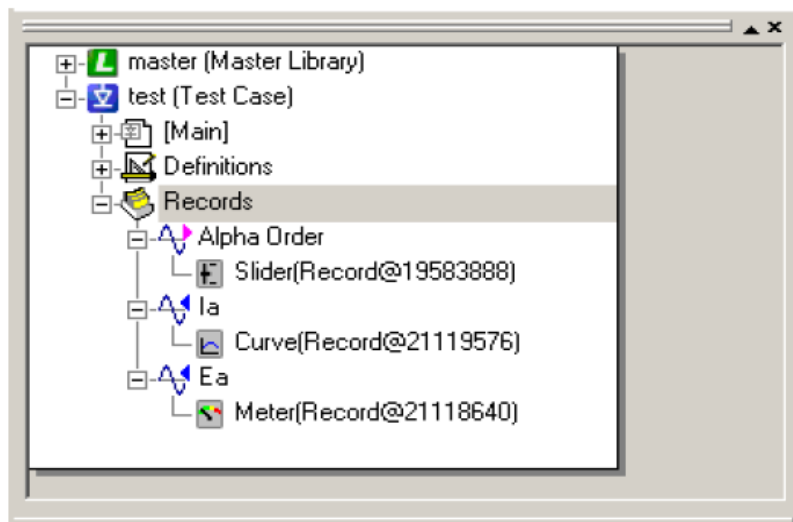 master (Master Library)
test (Test Case)
[Main]
Definitions
Records
Alpha Order
Slider(Record@19583888)
Ia
Curve(Record@21119576)
Ea
Meter(Record@21118640)